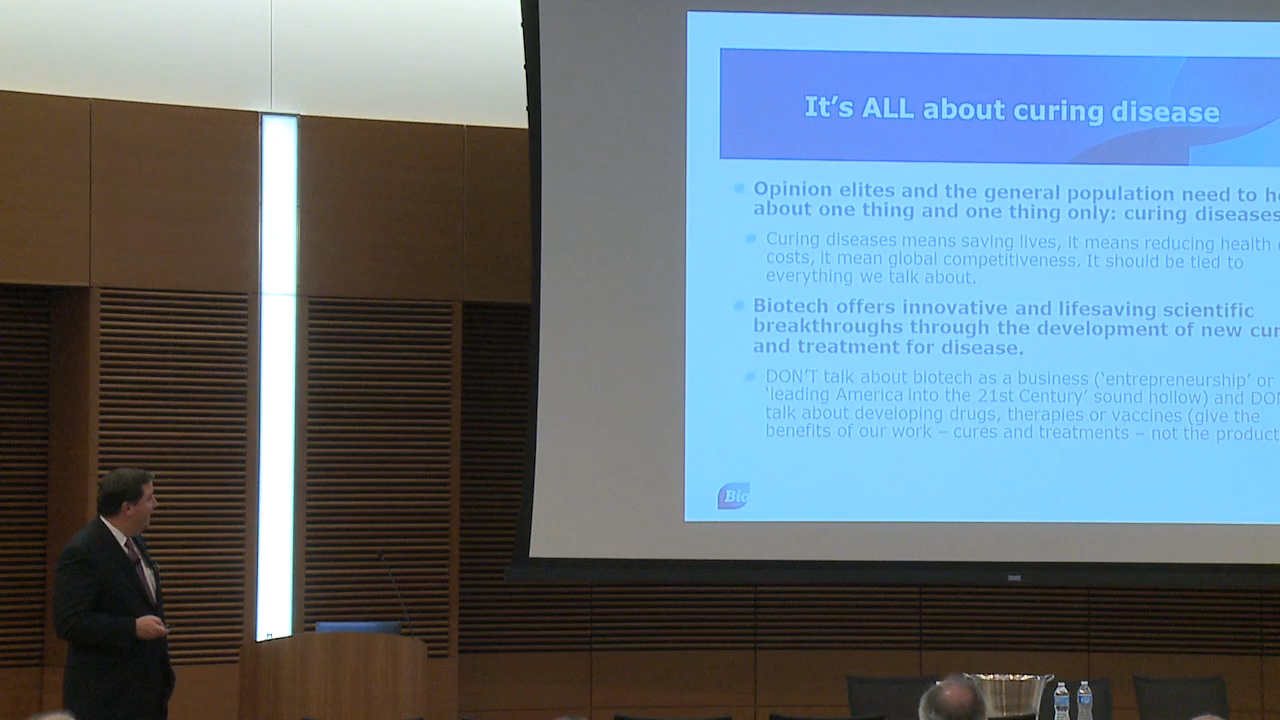 It's ALL about curing disease
Opinion elites and the general population need to
about one thing and one thing only: curing diseases
Curing diseases means saving lives, it means reducing health
costs, it mean global competitiveness. It should be tied to
everything we talk about.
Biotech offers innovative and lifesaving scientific
breakthroughs through the development of new
and treatment for disease.
DON'T talk about biotech as a business ('entrepreneurship' or
'leading America into the 21st Century' sound hollow) and
talk about developing drugs, therapies or vaccines (give the
benefits of our work – cures and treatments – not the product
Bio